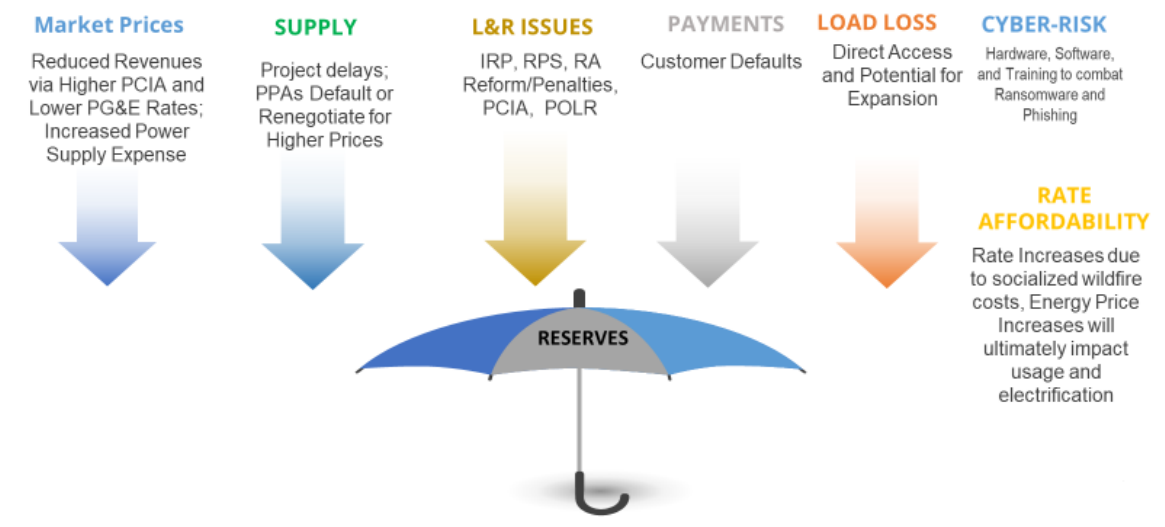 Market Prices
Reduced Revenues
via Higher PCIA and
Lower PG&E Rates;
Increased Power
Supply Expense
SUPPLY
Project delays;
PPAs Default or
Renegotiate for
Higher Prices
L&R ISSUES
IRP, RPS, RA
Reform/Penalties,
PCIA, POLR
PAYMENTS
Customer Defaults
LOAD LOSS
Direct Access
and Potential for
Expansion
CYBER-RISK
Hardware, Software,
and Training to combat
Ransomware and
Phishing
RATE
AFFORDABILITY
Rate Increases due
to socialized wildfire
costs, Energy Price
Increases will
ultimately impact
usage and
electrification
RESERVES